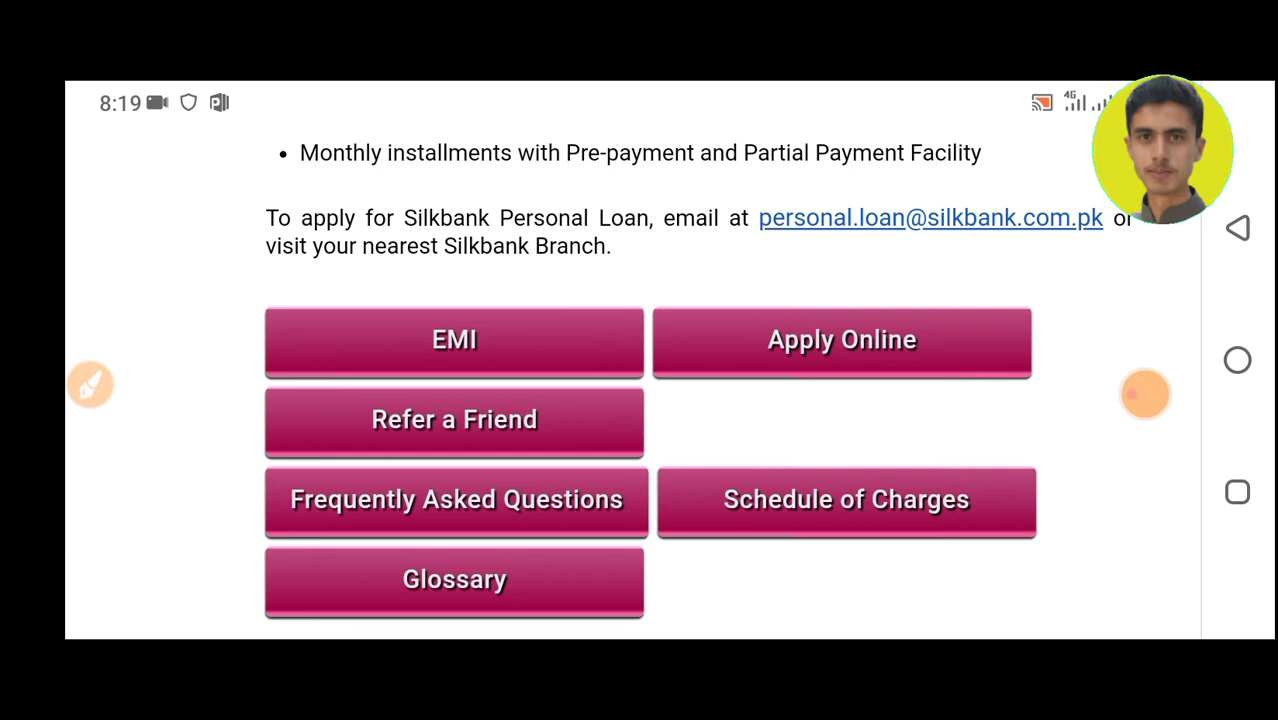 8:19
4G
• Monthly installments with Pre-payment and Partial Payment Facility
To apply for Silkbank Personal Loan, email at personal.loan@silkbank.com.pk or
visit your nearest Silkbank Branch.
EMI
Apply Online
Refer a Friend
Frequently Asked Questions
Schedule of Charges
Glossary